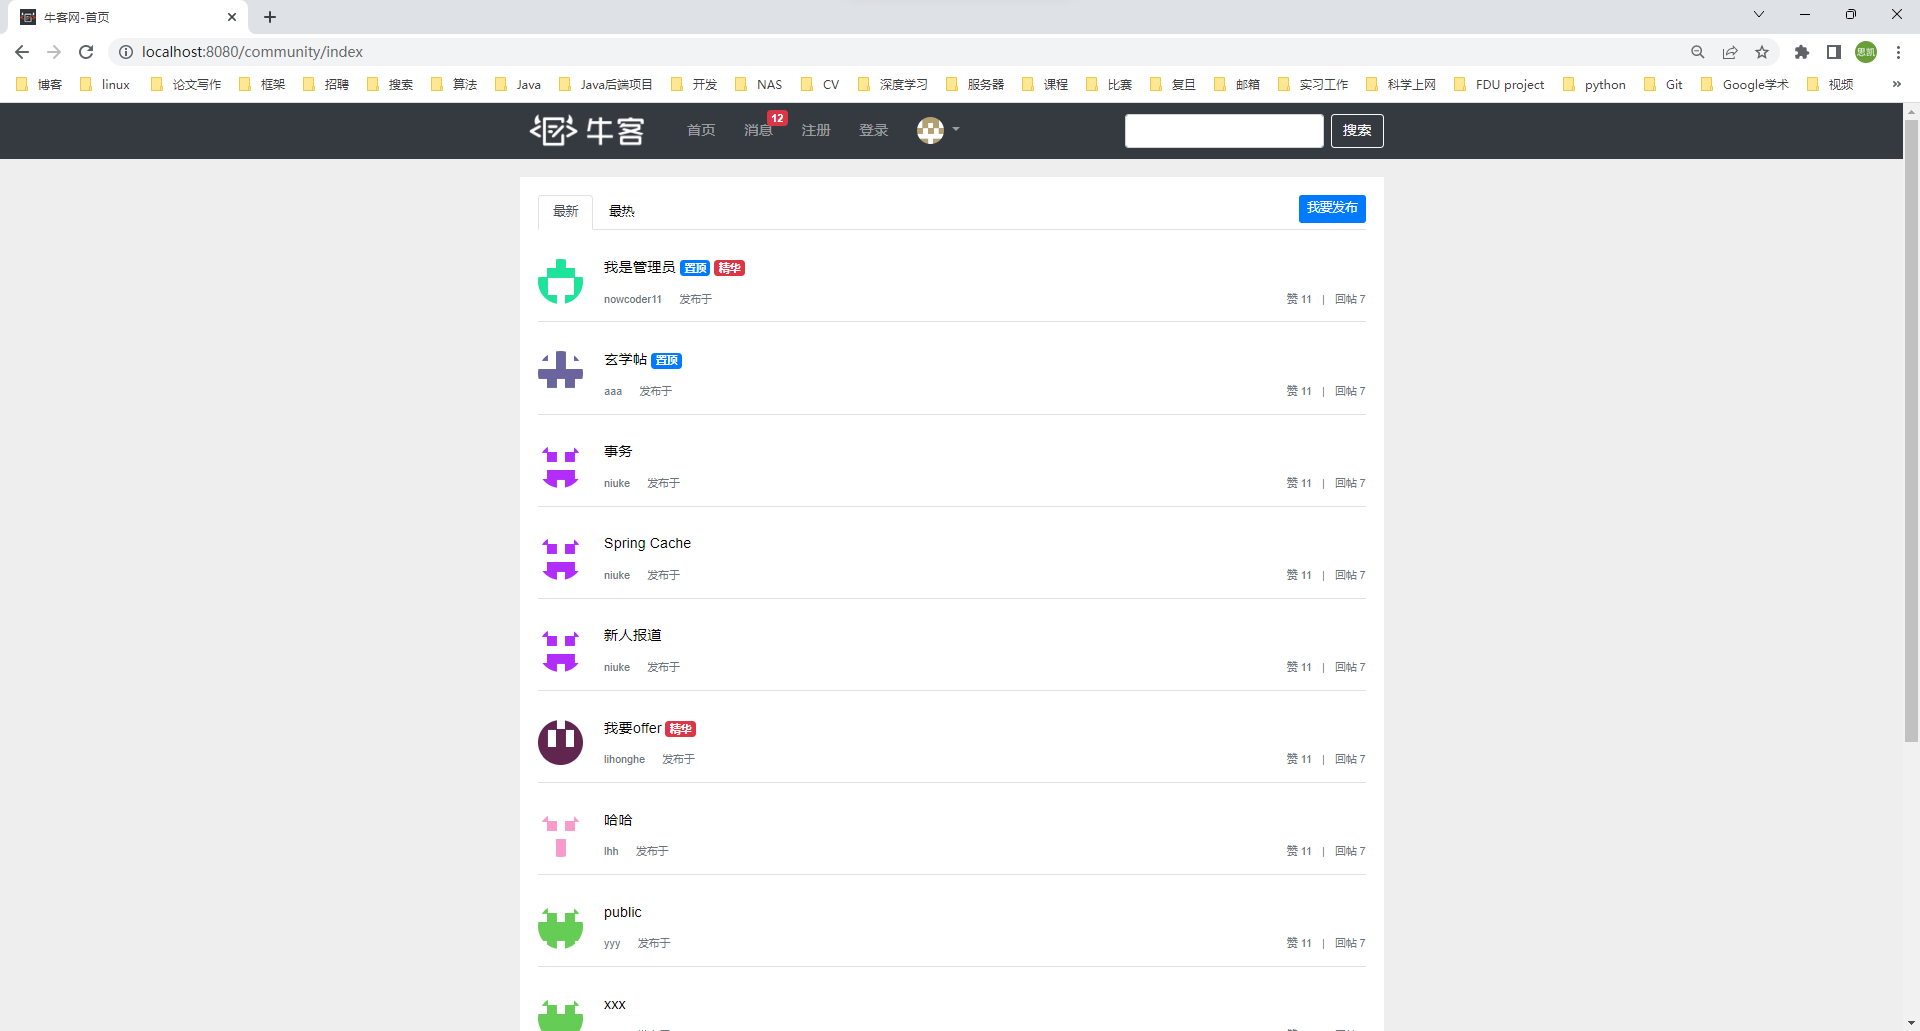 牛客网-首页
localhost:8080/community/index
思凯
博客 linux 论文写作 框架 招聘 搜索 算法 Java Java后端项目 开发 NAS CV 深度学习 服务器 课程 比赛 复旦 邮箱 实习工作 科学上网 FDU project python Git Google学术 视频 »
牛客 首页 消息 12 注册 登录 搜索
最新 最热 我要发布
我是管理员 置顶 精华
nowcoder11 发布于 赞 11 | 回帖 7
玄学帖 置顶
aaa 发布于 赞 11 | 回帖 7
事务
niuke 发布于 赞 11 | 回帖 7
Spring Cache
niuke 发布于 赞 11 | 回帖 7
新人报道
niuke 发布于 赞 11 | 回帖 7
我要offer 精华
lihonghe 发布于 赞 11 | 回帖 7
哈哈
lhh 发布于 赞 11 | 回帖 7
public
yyy 发布于 赞 11 | 回帖 7
xxx